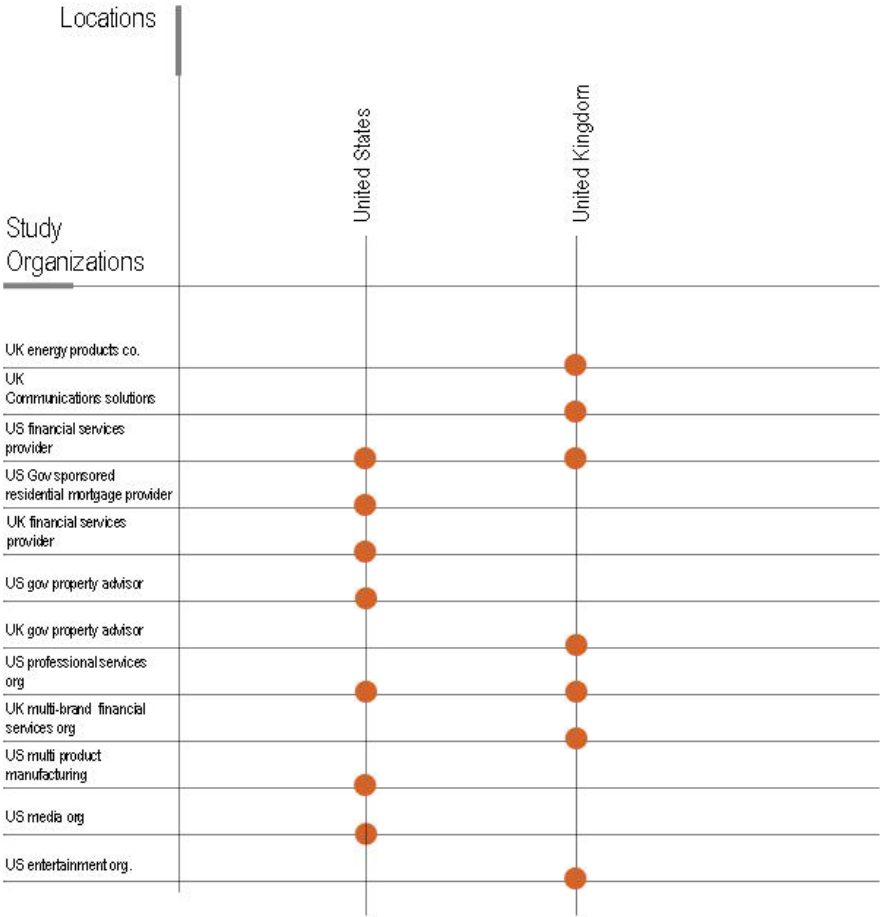 Locations
United States
United Kingdom
Study
Organizations
UK energy products co.
UK
Communications solutions
US financial services
provider
US Gov sponsored
residential mortgage provider
UK financial services
provider
US gov property advisor
UK gov property advisor
US professional services
org
UK multi-brand financial
services org
US multi product
manufacturing
US media org
US entertainment org.